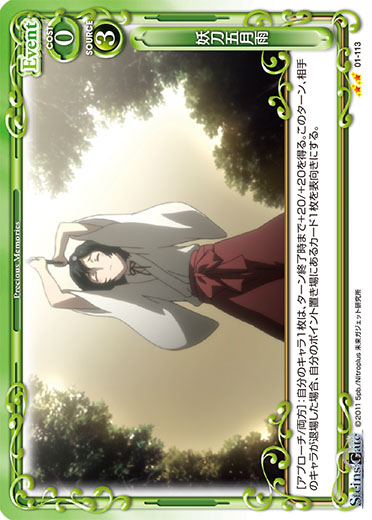 Event
COST
0
SOURCE
3
妖刀五月雨
01-113
Precious Memories
[アプローチ/両方]:自分のキャラ1枚は、ターン終了時まで+20/+20を得る。このターン、相手
のキャラが退場した場合、自分のポイント置き場にあるカード1枚を表向きにする。
Steins;Gate
©2011 5pb./Nitroplus 未来ガジェット研究所